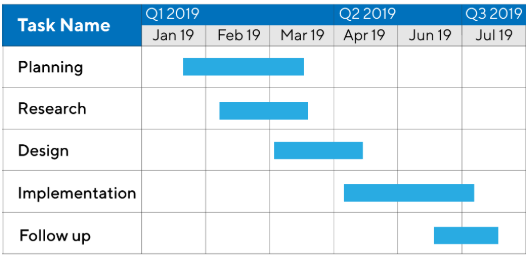 Task Name
Q1 2019 Q2 2019 Q3 2019
Jan 19 Feb 19 Mar 19 Apr 19 Jun 19 Jul 19
Planning
Research
Design
Implementation
Follow up